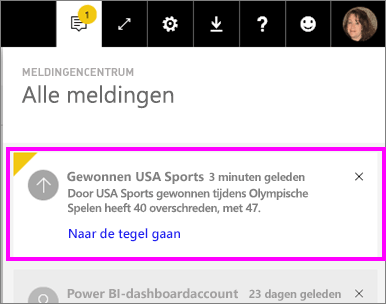 1
MELDINGENCENTRUM
Alle meldingen
Gewonnen USA Sports 3 minuten geleden
Door USA Sports gewonnen tijdens Olympische
Spelen heeft 40 overschreden, met 47.
Naar de tegel gaan
Power BI-dashboardaccount 23 dagen geleden